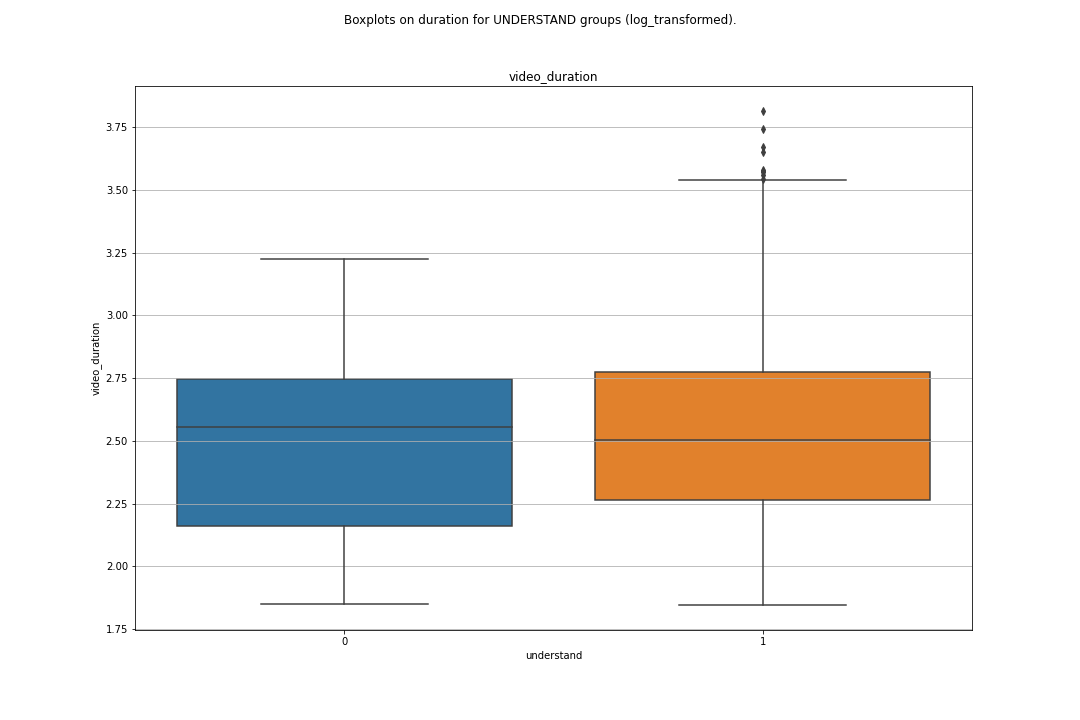 Boxplots on duration for UNDERSTAND groups (log_transformed).
video_duration
3.75
3.50
3.25
3.00
2.75
2.50
2.25
2.00
1.75
video_duration
0
1
understand